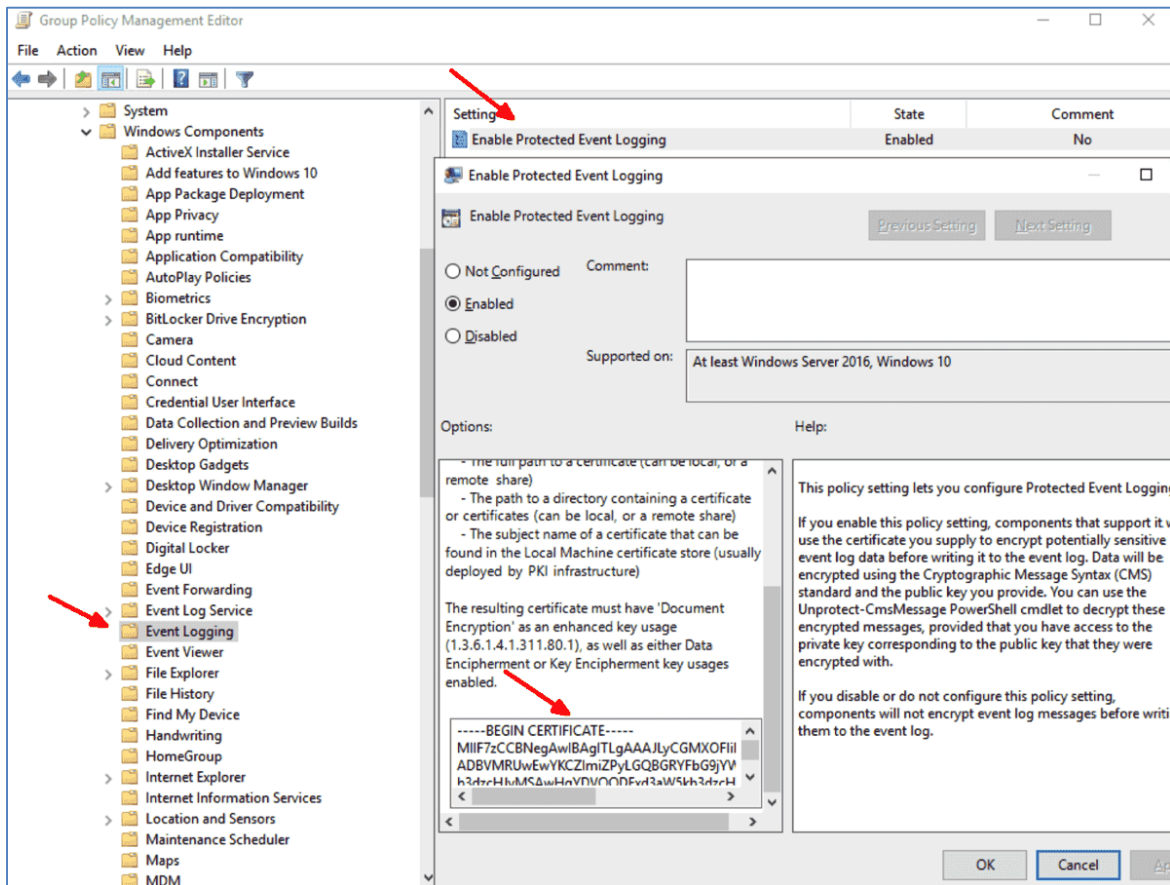 Group Policy Management Editor
File Action View Help
System
Windows Components
ActiveX Installer Service
Add features to Windows 10
App Package Deployment
App Privacy
App runtime
Application Compatibility
AutoPlay Policies
Biometrics
BitLocker Drive Encryption
Camera
Cloud Content
Connect
Credential User Interface
Data Collection and Preview Builds
Delivery Optimization
Desktop Gadgets
Desktop Window Manager
Device and Driver Compatibility
Device Registration
Digital Locker
Edge UI
Event Forwarding
Event Log Service
Event Logging
Event Viewer
File Explorer
File History
Find My Device
Handwriting
HomeGroup
Internet Explorer
Internet Information Services
Location and Sensors
Maintenance Scheduler
Maps
MDM
Setting State Comment
Enable Protected Event Logging Enabled No
Enable Protected Event Logging
Enable Protected Event Logging
Previous Setting Next Setting
Not Configured
Enabled
Disabled
Comment:
Supported on:
At least Windows Server 2016, Windows 10
Options:
- The full path to a certificate (can be local, or a
remote share)
- The path to a directory containing a certificate
or certificates (can be local, or a remote share)
- The subject name of a certificate that can be
found in the Local Machine certificate store (usually
deployed by PKI infrastructure)
The resulting certificate must have 'Document
Encryption' as an enhanced key usage
(1.3.6.1.4.1.311.80.1), as well as either Data
Encipherment or Key Encipherment key usages
enabled.
-----BEGIN CERTIFICATE-----
Help:
This policy setting lets you configure Protected Event Logging
If you enable this policy setting, components that support it
use the certificate you supply to encrypt potentially sensitive
event log data before writing it to the event log. Data will be
encrypted using the Cryptographic Message Syntax (CMS)
standard and the public key you provide. You can use the
Unprotect-CmsMessage PowerShell cmdlet to decrypt these
encrypted messages, provided that you have access to the
private key corresponding to the public key that they were
encrypted with.
If you disable or do not configure this policy setting,
components will not encrypt event log messages before writi
them to the event log.
OK Cancel Ap